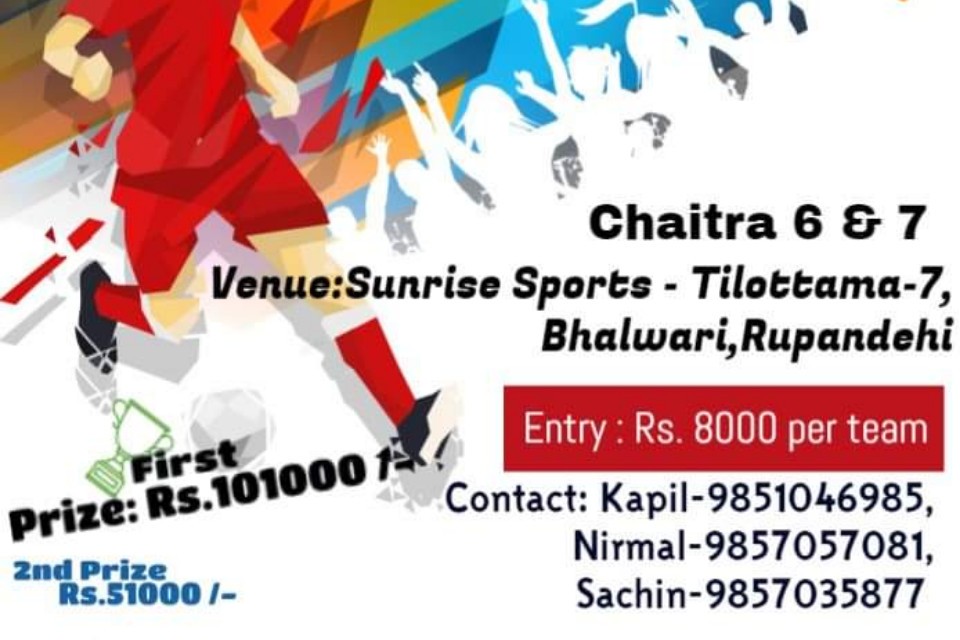 Chaitra 6 & 7
Venue:Sunrise Sports - Tilottama-7,
Bhalwari,Rupandehi
Entry : Rs. 8000 per team
First
Prize: Rs.101000 /-
Contact: Kapil-9851046985,
Nirmal-9857057081,
Sachin-9857035877
2nd Prize
Rs.51000 /-